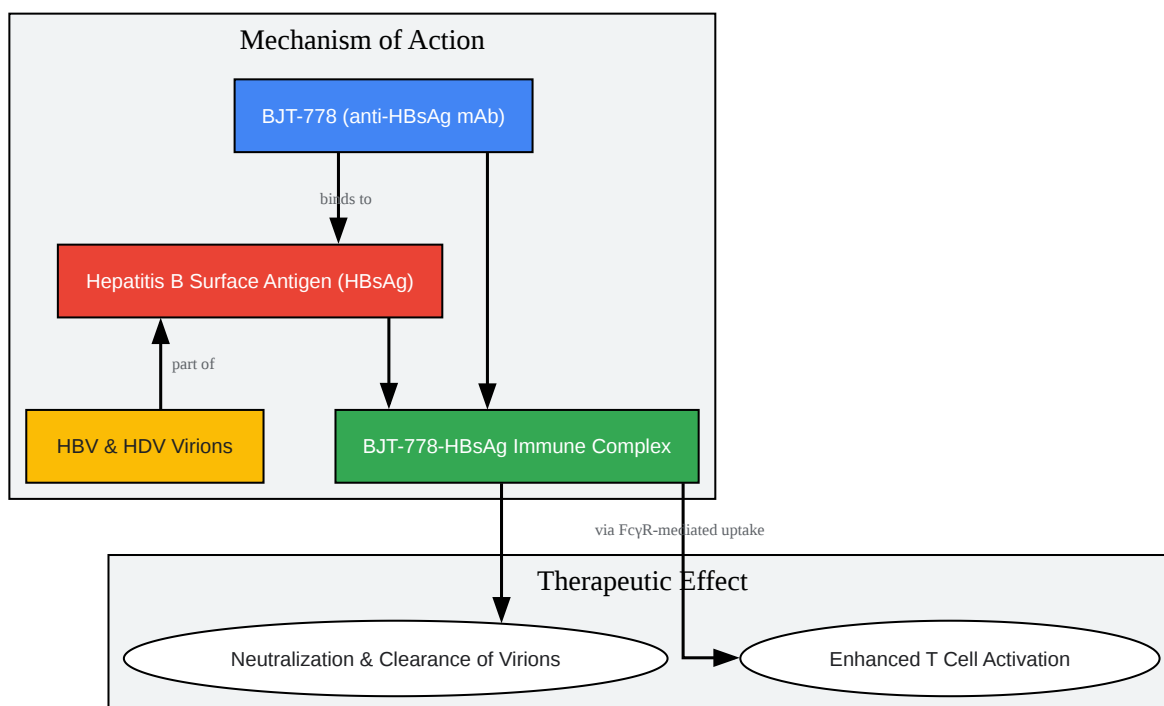 Mechanism of Action
BJT-778 (anti-HBsAg mAb)
binds to
Hepatitis B Surface Antigen (HBsAg)
part of
HBV & HDV Virions
BJT-778-HBsAg Immune Complex
via FcγR-mediated uptake
Therapeutic Effect
Neutralization & Clearance of Virions
Enhanced T Cell Activation